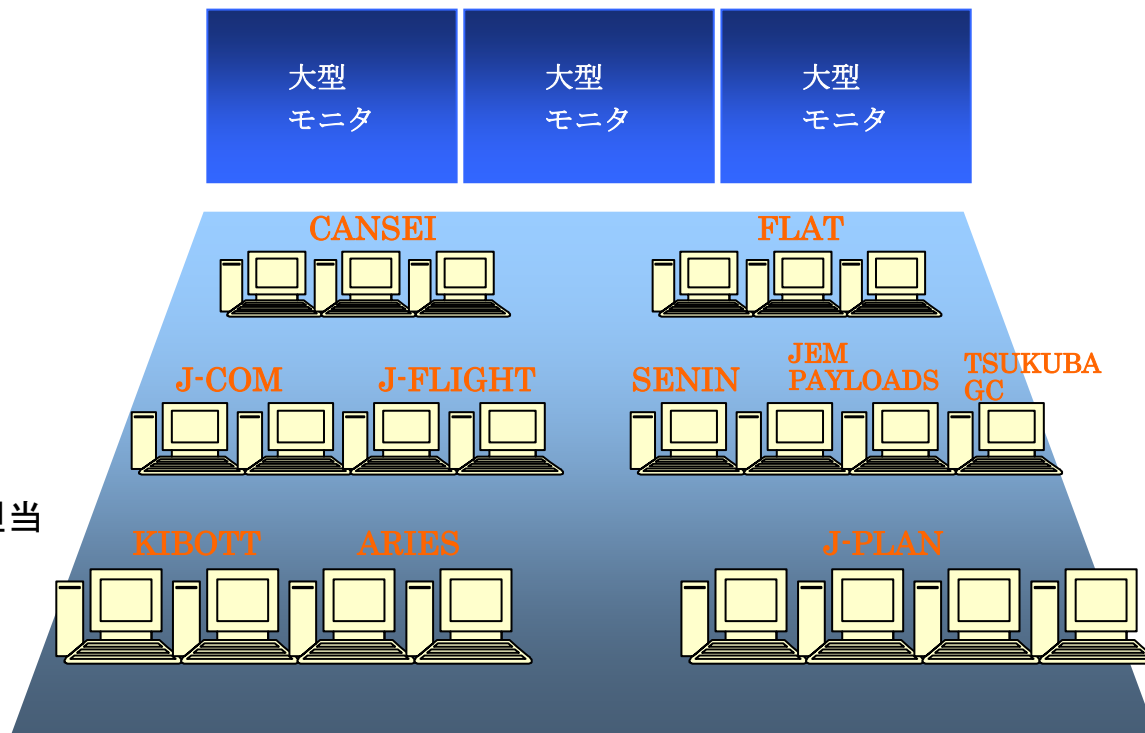 大型
モニタ
大型
モニタ
大型
モニタ
CANSEI
FLAT
J-COM
J-FLIGHT
SENIN
JEM
PAYLOADS
TSUKUBA
GC
当
KIBOTT
ARIES
J-PLAN